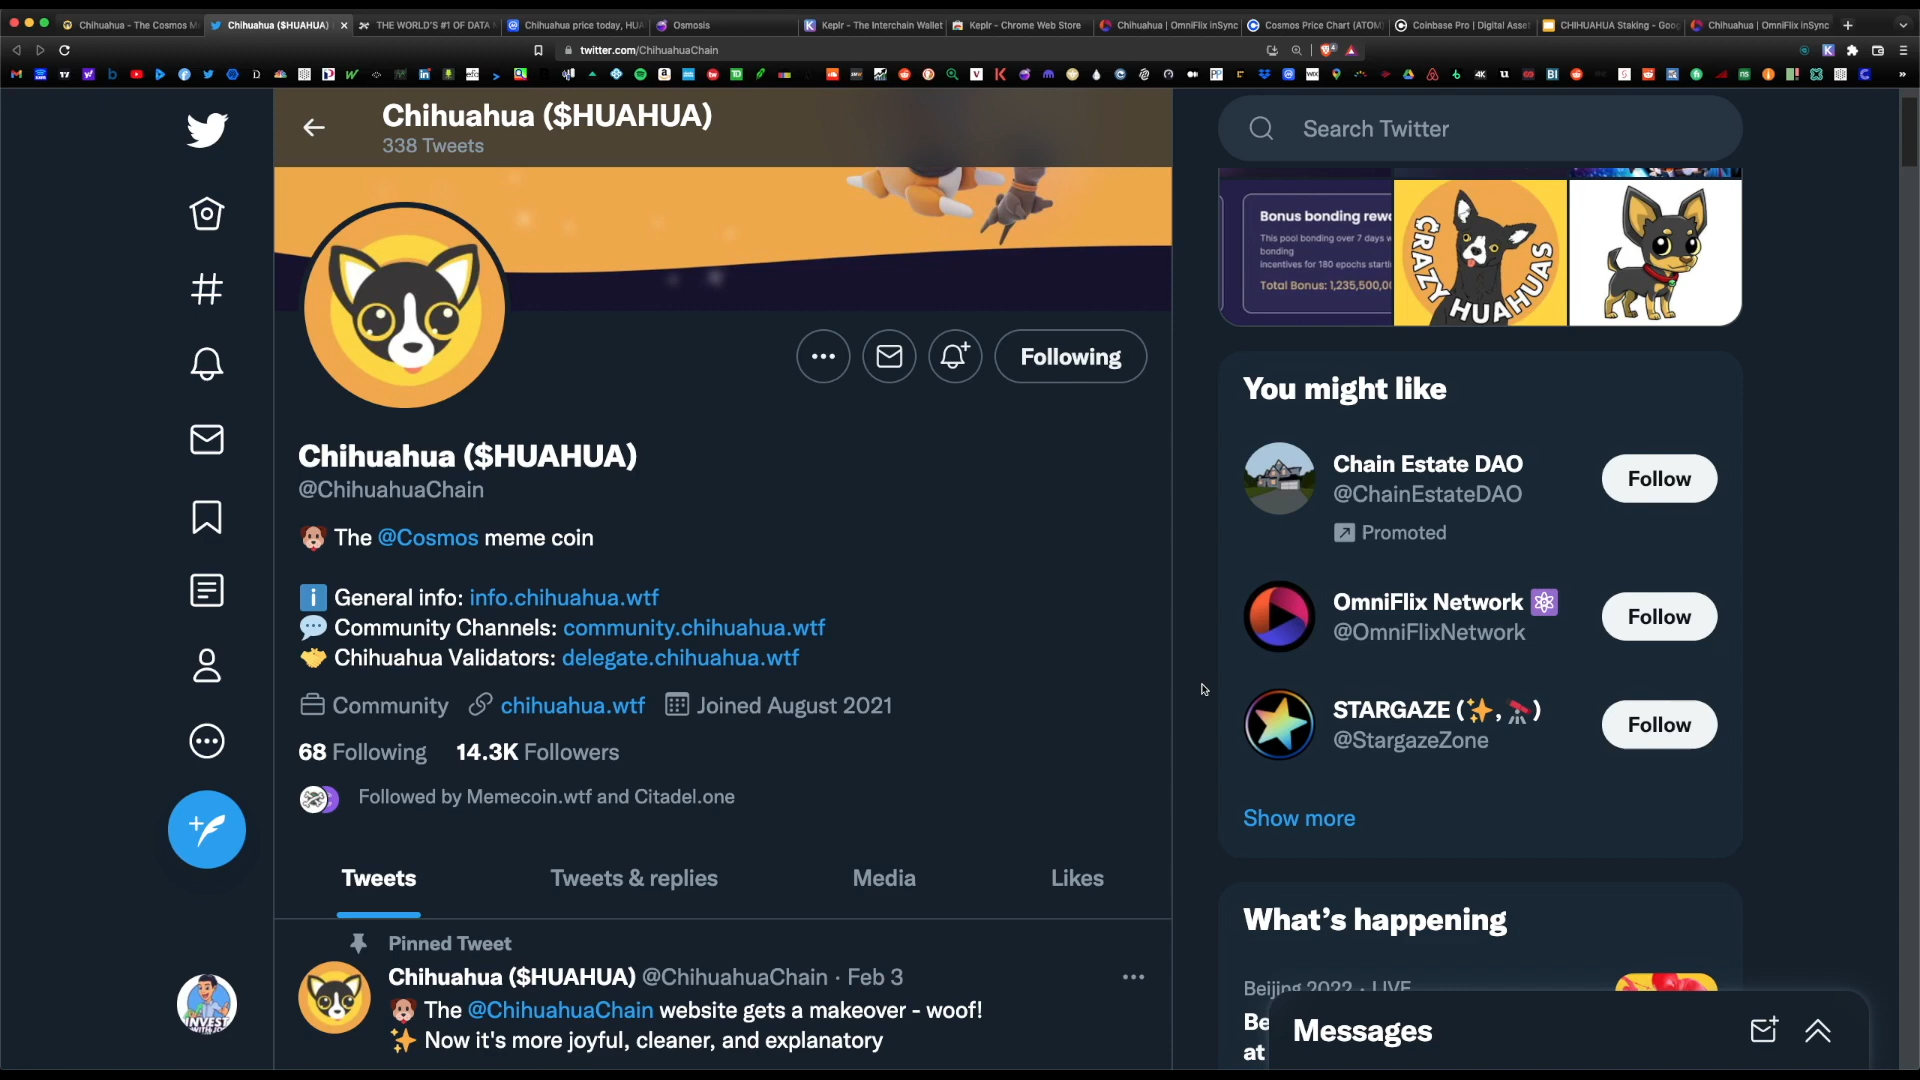 Chihuahua - The Cosmos M
Chihuahua ($HUAHUA)
THE WORLD'S #1 OF DATA
Chihuahua price today, HUA
Osmosis
Keplr - The Interchain Wallet
Keplr - Chrome Web Store
Chihuahua | OmniFlix inSync
Cosmos Price Chart (ATOM)
Coinbase Pro | Digital Asset
CHIHUAHUA Staking - Goog
Chihuahua | OmniFlix inSync
twitter.com/ChihuahuaChain
Chihuahua ($HUAHUA)
338 Tweets
Search Twitter
Bonus bonding rewa
This pool bonding over 7 days w
bonding
incentives for 180 epochs starti
Total Bonus: 1,235,500,00
CRAZY HUAHUAS
Following
You might like
Chain Estate DAO
@ChainEstateDAO
Promoted
Follow
OmniFlix Network
@OmniFlixNetwork
Follow
STARGAZE (✨, 🔭)
@StargazeZone
Follow
Show more
Chihuahua ($HUAHUA)
@ChihuahuaChain
🐶 The @Cosmos meme coin
ℹ️ General info: info.chihuahua.wtf
💬 Community Channels: community.chihuahua.wtf
🤝 Chihuahua Validators: delegate.chihuahua.wtf
Community chihuahua.wtf Joined August 2021
68 Following 14.3K Followers
Followed by Memecoin.wtf and Citadel.one
Tweets
Tweets & replies
Media
Likes
Pinned Tweet
Chihuahua ($HUAHUA) @ChihuahuaChain · Feb 3
🐶 The @ChihuahuaChain website gets a makeover - woof!
✨ Now it's more joyful, cleaner, and explanatory
What's happening
Beijing 2022 · LIVE
Be
at
Messages
INVEST